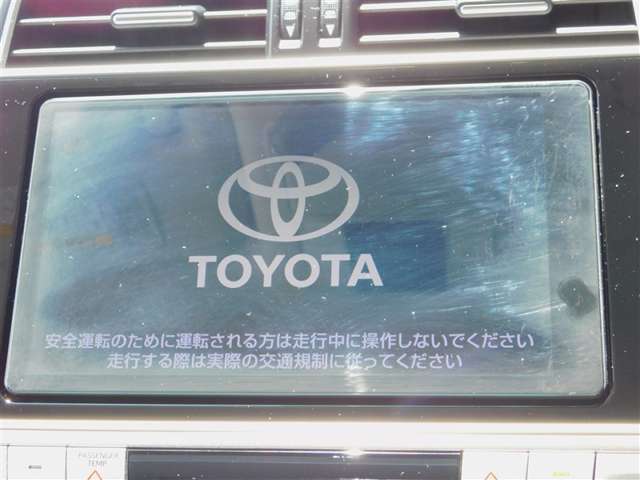 TOYOTA
安全運転のために運転される方は走行中に操作しないでください
走行する際は実際の交通規制に従ってください
PASSENGER
TEMP